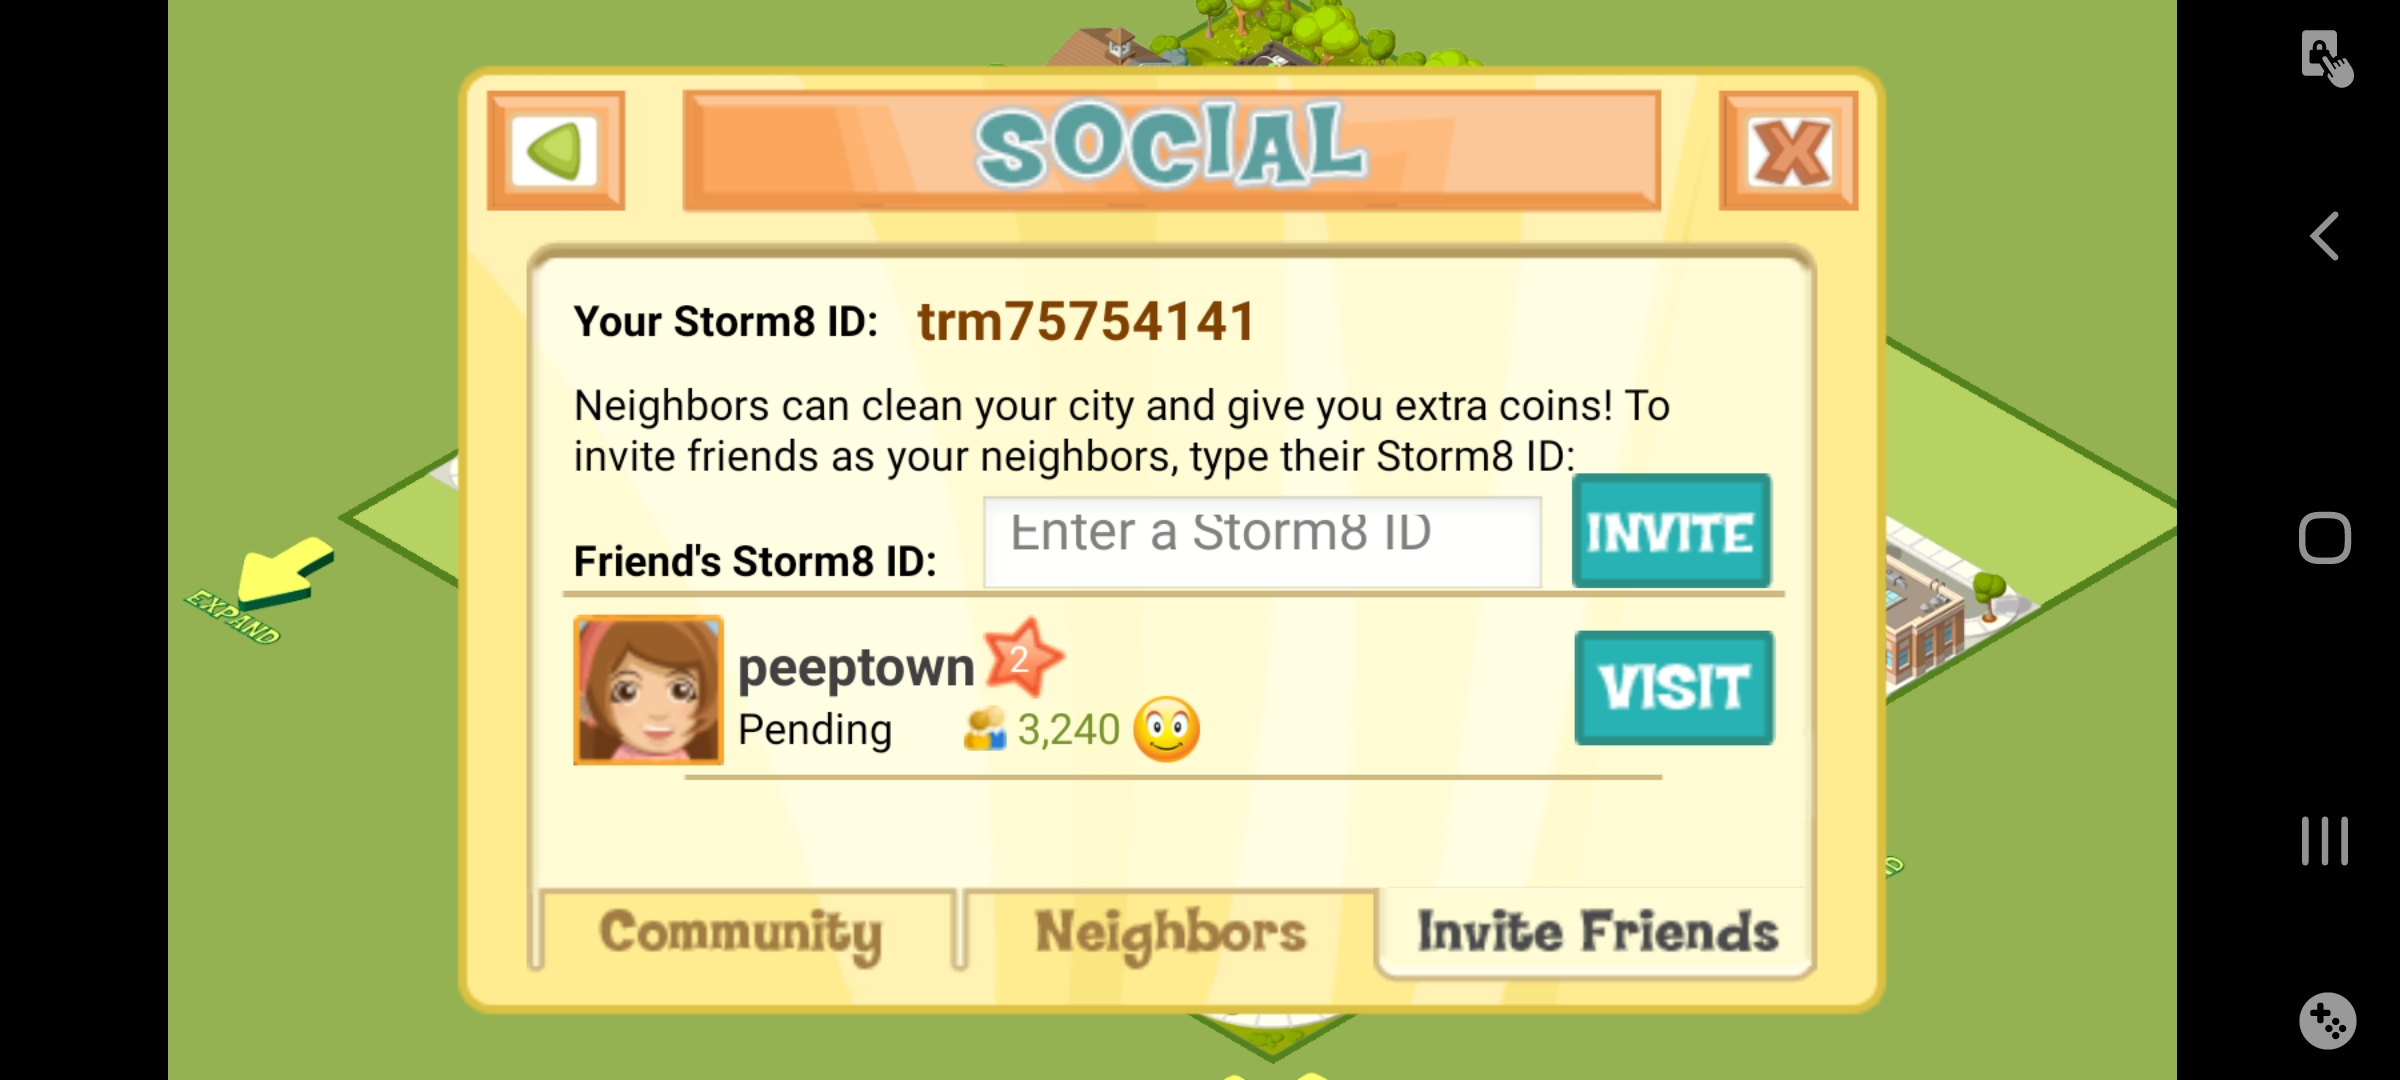 SOCIAL
Your Storm8 ID: trm75754141
Neighbors can clean your city and give you extra coins! To
invite friends as your neighbors, type their Storm8 ID:
Friend's Storm8 ID: Enter a Storm8 ID INVITE
peeptown 2
Pending 3,240
VISIT
Community Neighbors Invite Friends
EXPAND